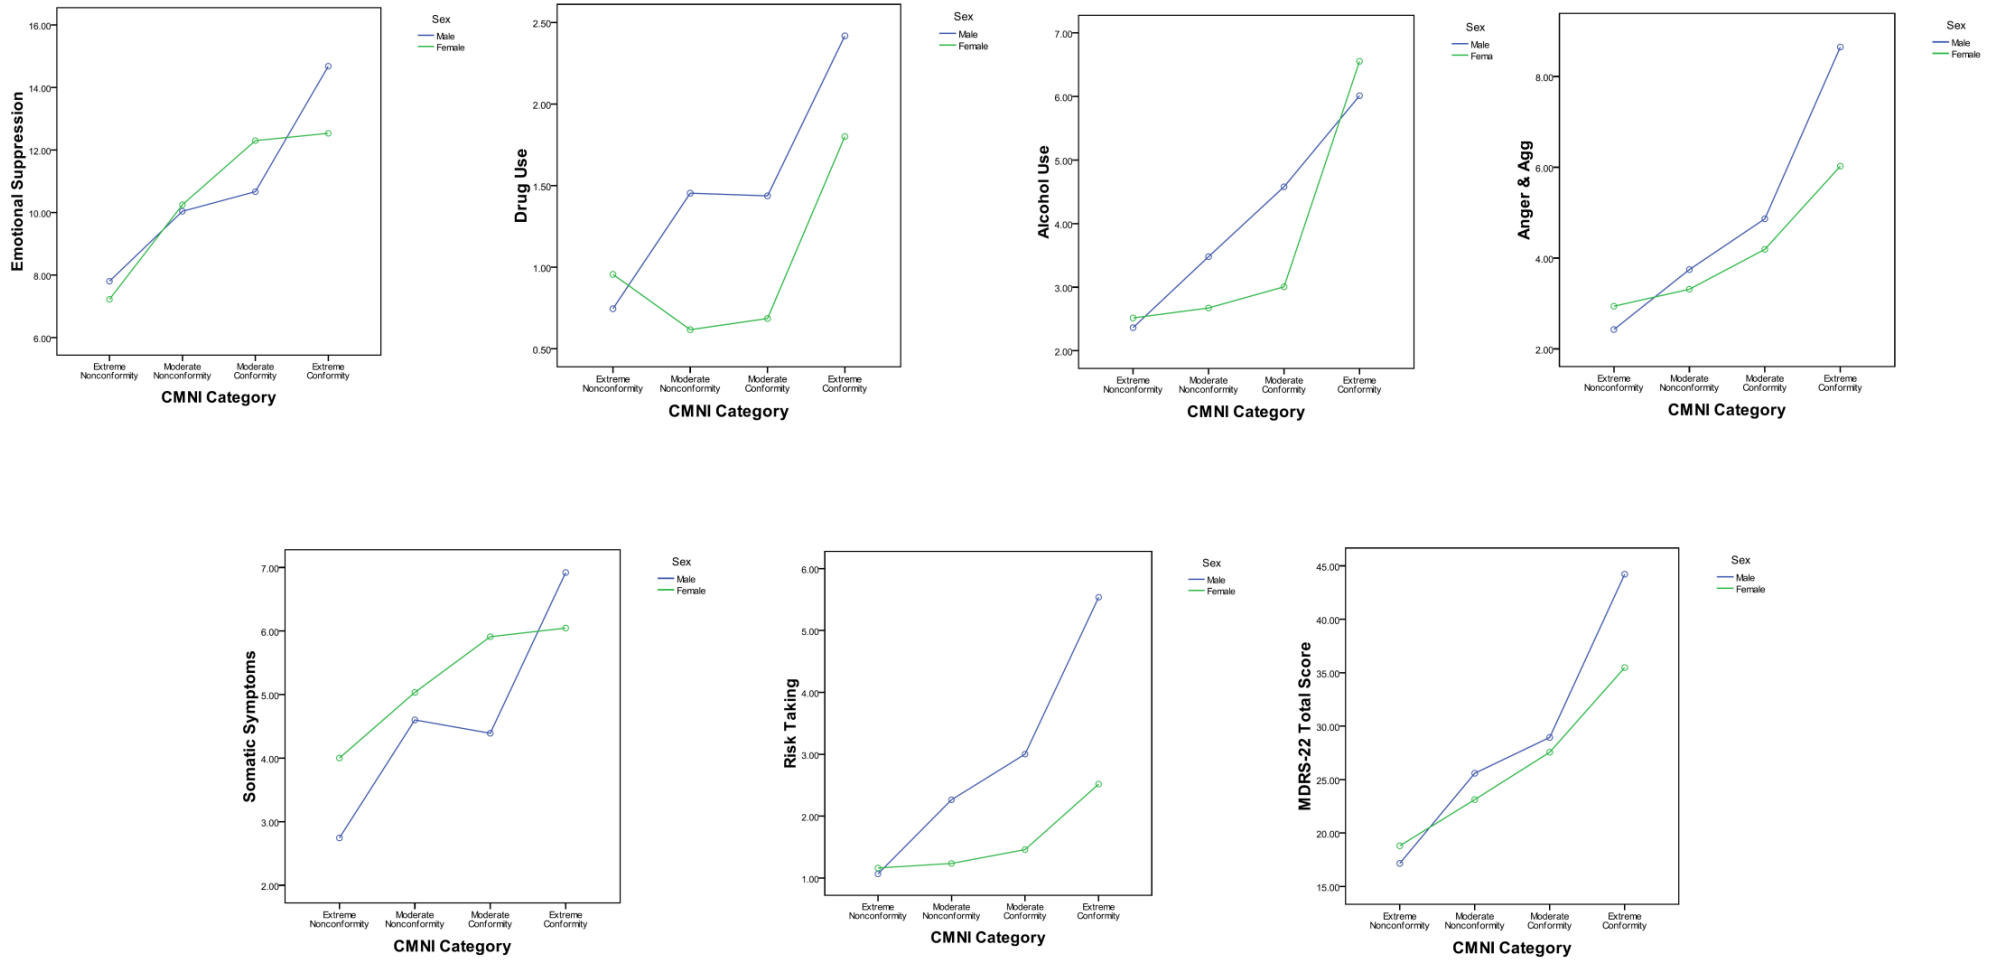 Emotional Suppression
16.00
14.00
12.00
10.00
8.00
6.00
Extreme
Nonconformity
Moderate
Nonconformity
Moderate
Conformity
Extreme
Conformity
CMNI Category
Sex
Male
Female
Drug Use
2.50
2.00
1.50
1.00
0.50
Extreme
Nonconformity
Moderate
Nonconformity
Moderate
Conformity
Extreme
Conformity
CMNI Category
Sex
Male
Female
Alcohol Use
7.00
6.00
5.00
4.00
3.00
2.00
Extreme
Nonconformity
Moderate
Nonconformity
Moderate
Conformity
Extreme
Conformity
CMNI Category
Sex
Male
Fema
Anger & Agg
8.00
6.00
4.00
2.00
Extreme
Nonconformity
Moderate
Nonconformity
Moderate
Conformity
Extreme
Conformity
CMNI Category
Sex
Male
Female
Somatic Symptoms
7.00
6.00
5.00
4.00
3.00
2.00
Extreme
Nonconformity
Moderate
Nonconformity
Moderate
Conformity
Extreme
Conformity
CMNI Category
Sex
Male
Female
Risk Taking
6.00
5.00
4.00
3.00
2.00
1.00
Extreme
Nonconformity
Moderate
Nonconformity
Moderate
Conformity
Extreme
Conformity
CMNI Category
Sex
Male
Female
MDRS-22 Total Score
45.00
40.00
35.00
30.00
25.00
20.00
15.00
Extreme
Nonconformity
Moderate
Nonconformity
Moderate
Conformity
Extreme
Conformity
CMNI Category
Sex
Male
Female